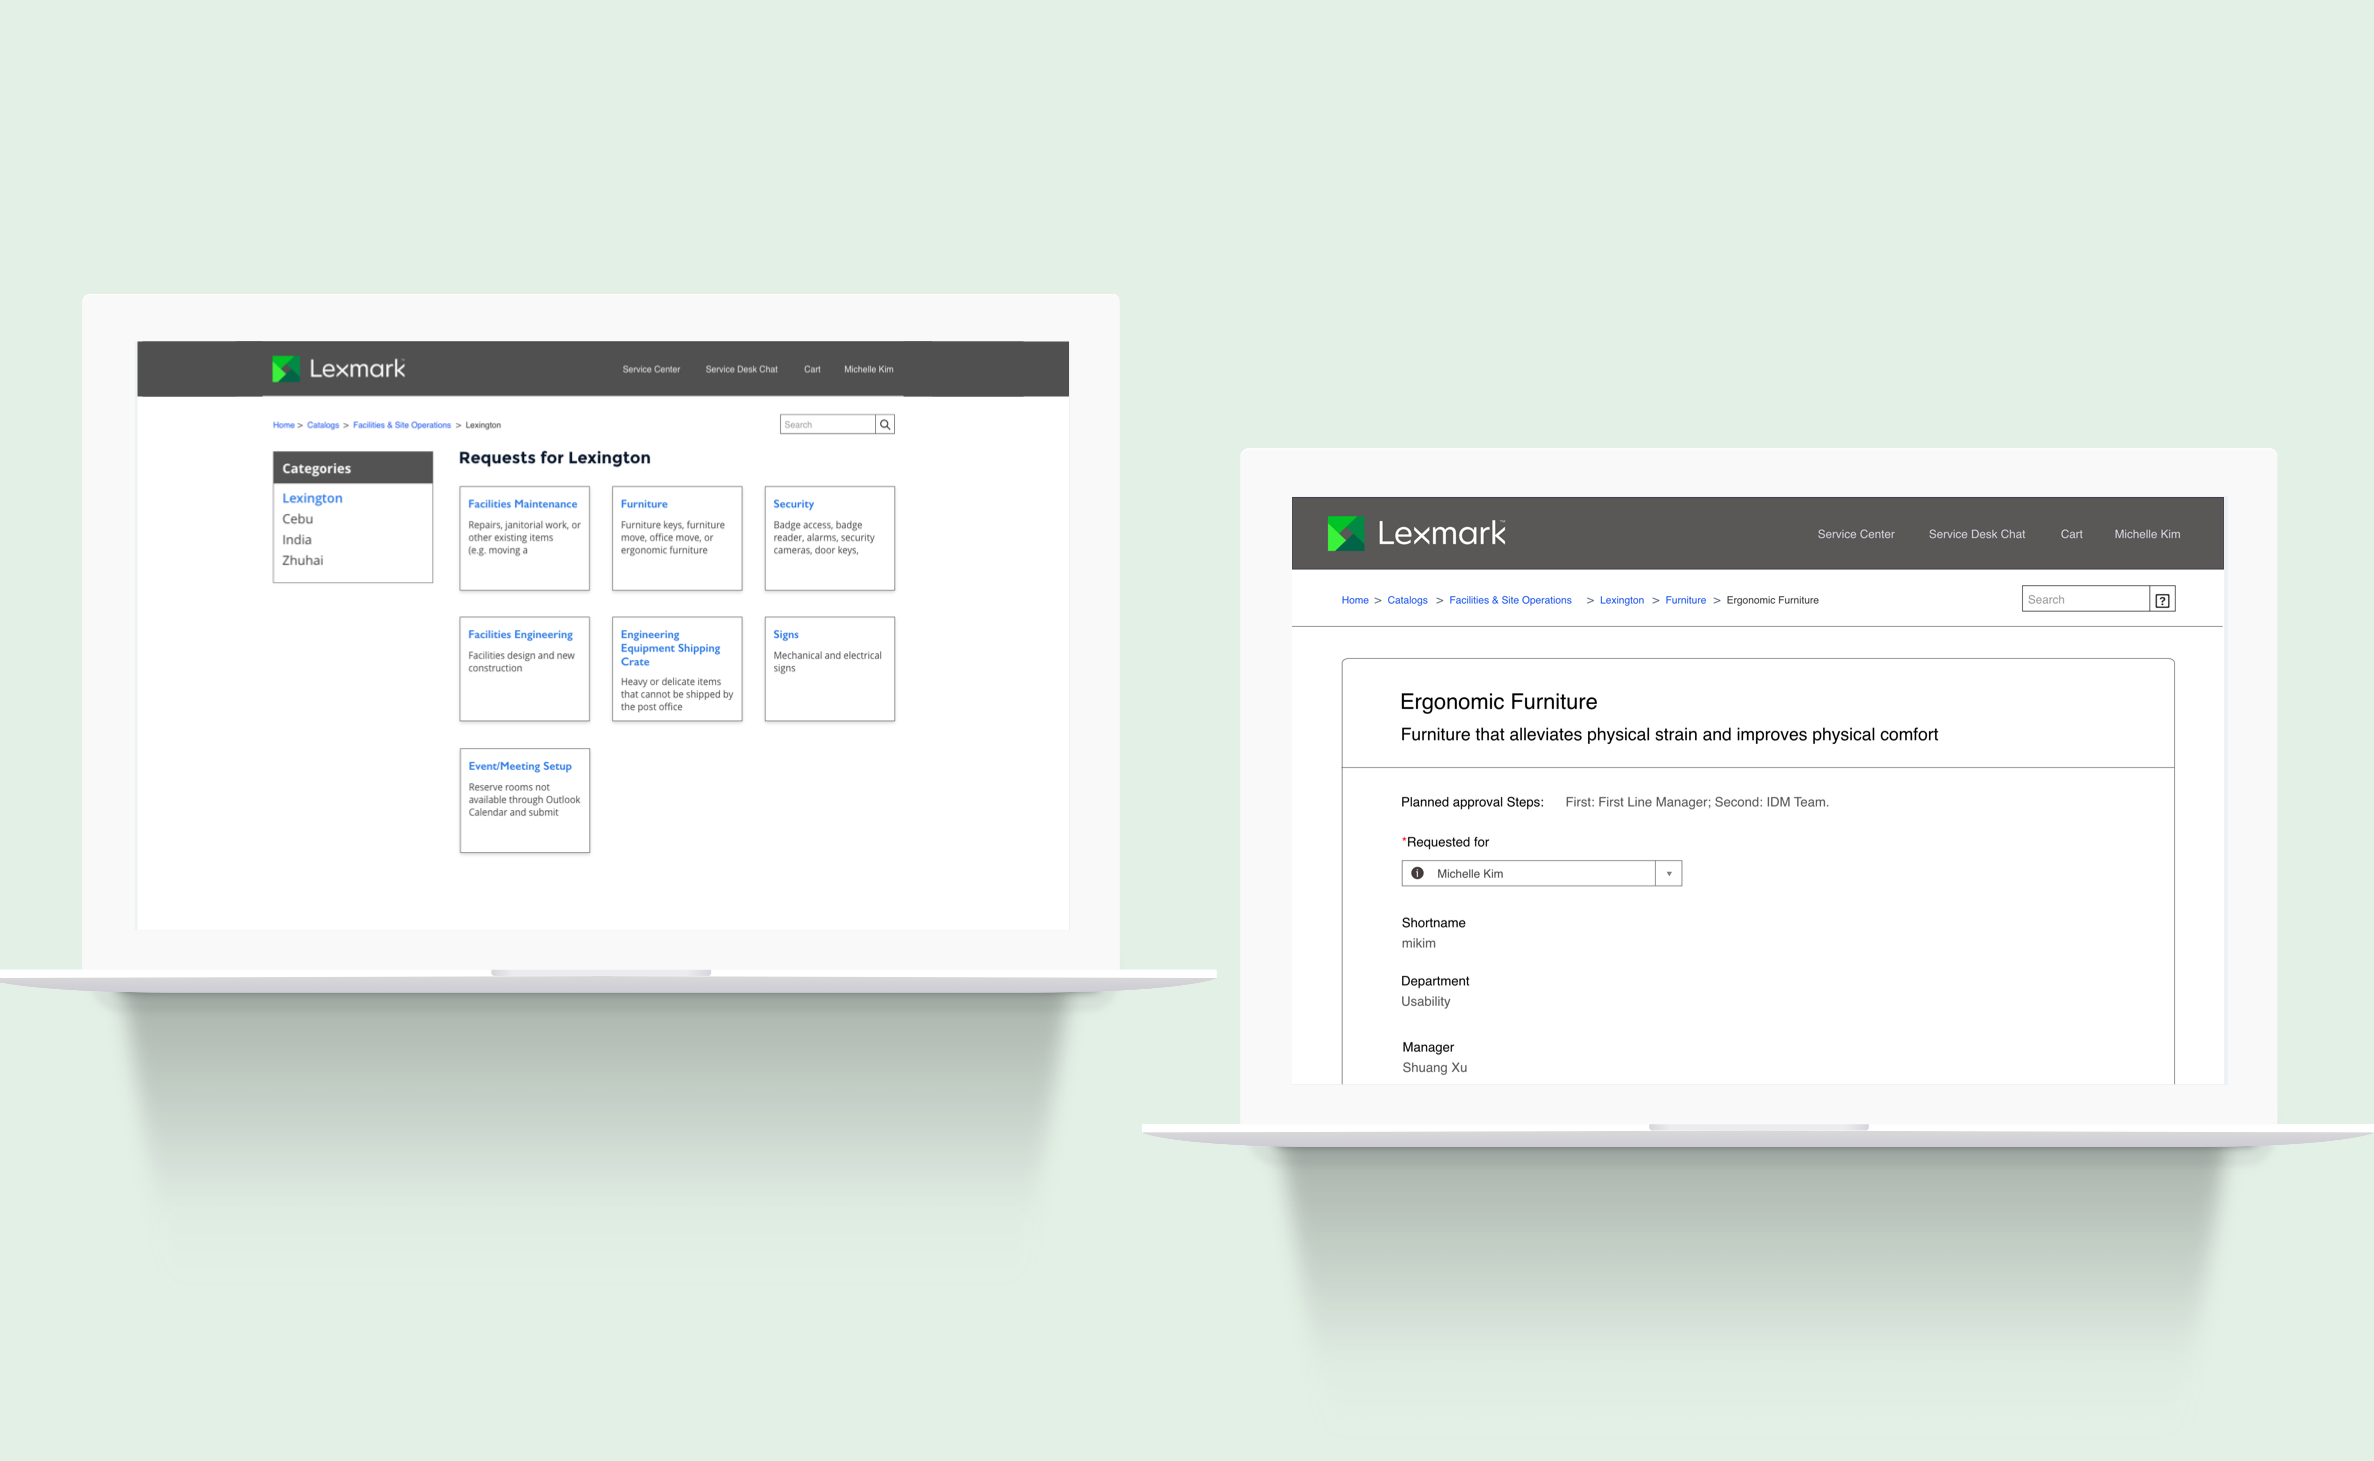 Lexmark™
Service Center Service Desk Chat Cart Michelle Kim
Home > Catalogs > Facilities & Site Operations > Lexington
Search
Categories
Lexington
Cebu
India
Zhuhai
Requests for Lexington
Facilities Maintenance
Repairs, janitorial work, or
other existing items
(e.g. moving a
Furniture
Furniture keys, furniture
move, office move, or
ergonomic furniture
Security
Badge access, badge
reader, alarms, security
cameras, door keys,
Facilities Engineering
Facilities design and new
construction
Engineering
Equipment Shipping
Crate
Heavy or delicate items
that cannot be shipped by
the post office
Signs
Mechanical and electrical
signs
Event/Meeting Setup
Reserve rooms not
available through Outlook
Calendar and submit
Lexmark™
Service Center Service Desk Chat Cart Michelle Kim
Home > Catalogs > Facilities & Site Operations > Lexington > Furniture > Ergonomic Furniture
Search ?
Ergonomic Furniture
Furniture that alleviates physical strain and improves physical comfort
Planned approval Steps: First: First Line Manager; Second: IDM Team.
*Requested for
i Michelle Kim
Shortname
mikim
Department
Usability
Manager
Shuang Xu